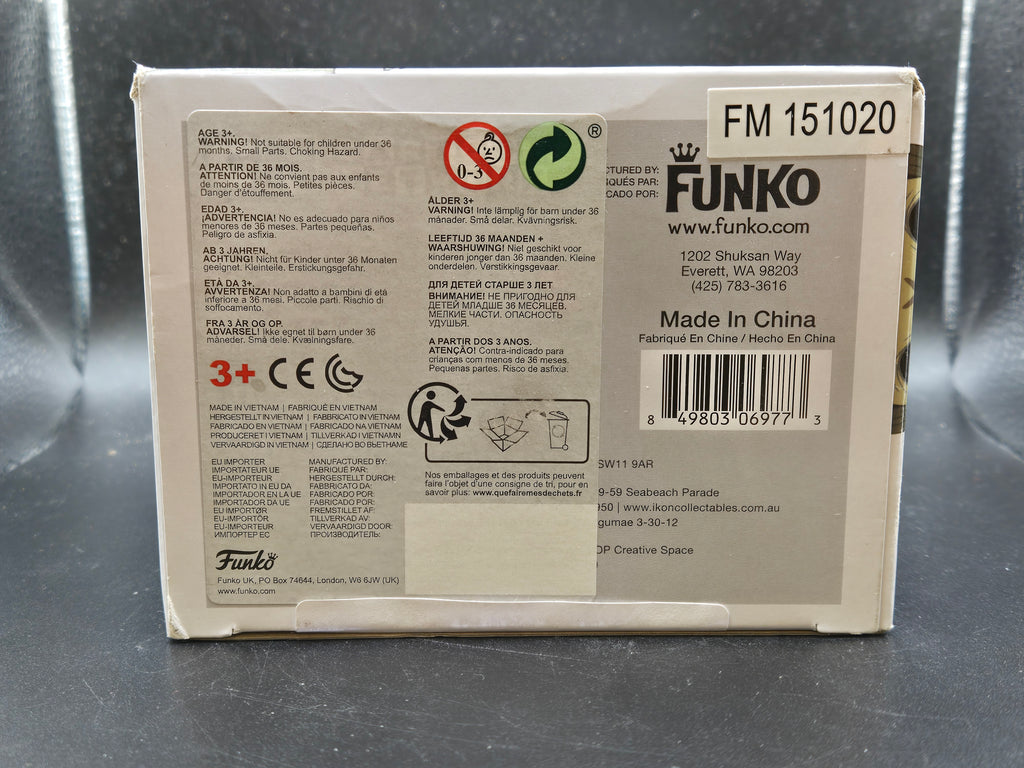 FM 151020
AGE 3+.
WARNING! Not suitable for children under 36
months. Small Parts. Choking Hazard.
A PARTIR DE 36 MOIS.
ATTENTION! Ne convient pas aux enfants
de moins de 36 mois. Petites pièces.
Danger d'étouffement.
EDAD 3+.
¡ADVERTENCIA! No es adecuado para niños
menores de 36 meses. Partes pequeñas.
Peligro de asfixia.
AB 3 JAHREN.
ACHTUNG! Nicht für Kinder unter 36 Monaten
geeignet. Kleinteile. Erstickungsgefahr.
ETÀ DA 3+.
AVVERTENZA! Non adatto a bambini di età
inferiore a 36 mesi. Piccole parti. Rischio di
soffocamento.
FRA 3 ÅR OG OP.
ADVARSEL! Ikke egnet til børn under 36
måneder. Små dele. Kvælningsfare.
3+ CE
MADE IN VIETNAM | FABRIQUÉ EN VIETNAM
HERGESTELLT IN VIETNAM | FABBRICATO IN VIETNAM
FABRICADO EN VIETNAM | FABRICADO NA VIETNAM
PRODUCERET I VIETNAM | TILLVERKAD I VIETNAMN
VERVAARDIGD IN VIETNAM | СДЕЛАНО ВО ВЬЕТНАМЕ
EU IMPORTER
IMPORTATEUR UE
EU-IMPORTEUR
IMPORTATO IN EU DA
IMPORTADOR EN LA UE
IMPORTADOR DA UE
EU IMPORTØR
EU-IMPORTÖR
EU-IMPORTEUR
ИМПОРТЕР ЕС
MANUFACTURED BY:
FABRIQUÉ PAR:
HERGESTELLT DURCH:
FABBRICATO DA:
FABRICADO POR:
FABRICADO POR:
FREMSTILLET AF:
TILLVERKAD AV:
VERVAARDIGD DOOR:
ПРОИЗВОДИТЕЛЬ:
Funko
Funko UK, PO Box 74644, London, W6 6JW (UK)
www.funko.com
0-3
®
ÅLDER 3+
VARNING! Inte lämplig för barn under 36
månader. Små delar. Kvävningsrisk.
LEEFTIJD 36 MAANDEN +
WAARSHUWING! Niet geschikt voor
kinderen jonger dan 36 maanden. Kleine
onderdelen. Verstikkingsgevaar.
ДЛЯ ДЕТЕЙ СТАРШЕ 3 ЛЕТ
ВНИМАНИЕ! НЕ ПРИГОДНО ДЛЯ
ДЕТЕЙ МЛАДШЕ 36 МЕСЯЦЕВ.
МЕЛКИЕ ЧАСТИ. ОПАСНОСТЬ
УДУШЬЯ.
A PARTIR DOS 3 ANOS.
ATENÇÃO! Contra-indicado para
crianças com menos de 36 meses.
Pequenas partes. Risco de asfixia.
Nos emballages et des produits peuvent
faire l'objet d'une consigne de tri, pour en
savoir plus: www.quefairemesdechets.fr
CTURED BY:
IQUÉS PAR:
CADO POR:
FUNKO
www.funko.com
1202 Shuksan Way
Everett, WA 98203
(425) 783-3616
Made In China
Fabriqué En Chine / Hecho En China
8 49803 06977 3
SW11 9AR
9-59 Seabeach Parade
950 | www.ikoncollectables.com.au
gumae 3-30-12
OP Creative Space